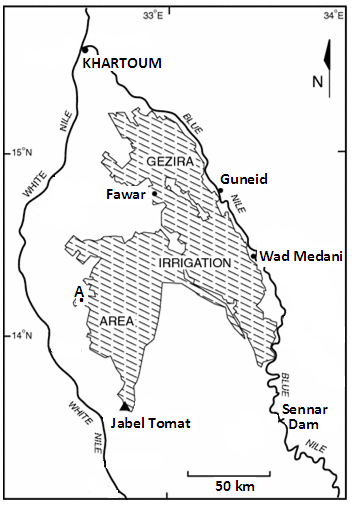 33°E
34°E
KHARTOUM
N
NILE
WHITE
BLUE
NILE
15°N
GEZIRA
Guneid
Fawar
Wad Medani
IRRIGATION
A
AREA
14°N
WHITE
NILE
Jabel Tomat
BLUE
Sennar
Dam
NILE
50 km